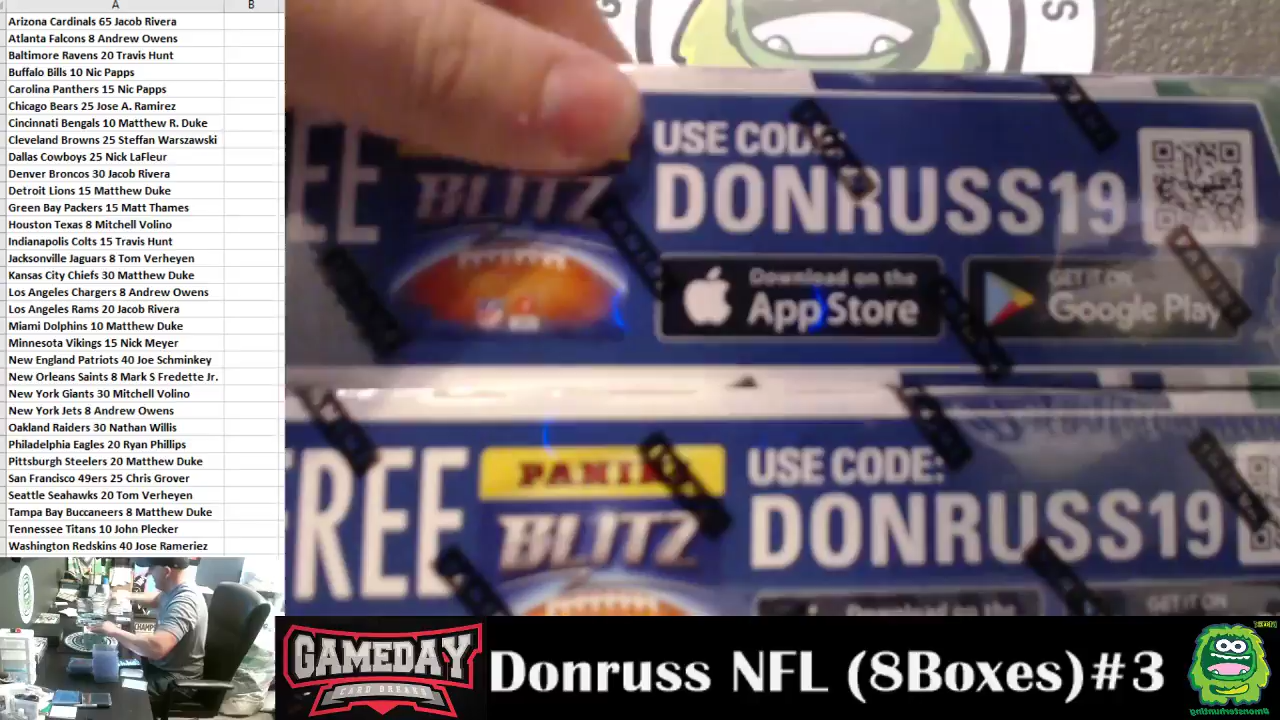 A B
Arizona Cardinals 65 Jacob Rivera
Atlanta Falcons 8 Andrew Owens
Baltimore Ravens 20 Travis Hunt
Buffalo Bills 10 Nic Papps
Carolina Panthers 15 Nic Papps
Chicago Bears 25 Jose A. Ramirez
Cincinnati Bengals 10 Matthew R. Duke
Cleveland Browns 25 Steffan Warszawski
Dallas Cowboys 25 Nick LaFleur
Denver Broncos 30 Jacob Rivera
Detroit Lions 15 Matthew Duke
Green Bay Packers 15 Matt Thames
Houston Texas 8 Mitchell Volino
Indianapolis Colts 15 Travis Hunt
Jacksonville Jaguars 8 Tom Verheyen
Kansas City Chiefs 30 Matthew Duke
Los Angeles Chargers 8 Andrew Owens
Los Angeles Rams 20 Jacob Rivera
Miami Dolphins 10 Matthew Duke
Minnesota Vikings 15 Nick Meyer
New England Patriots 40 Joe Schminkey
New Orleans Saints 8 Mark S Fredette Jr.
New York Giants 30 Mitchell Volino
New York Jets 8 Andrew Owens
Oakland Raiders 30 Nathan Willis
Philadelphia Eagles 20 Ryan Phillips
Pittsburgh Steelers 20 Matthew Duke
San Francisco 49ers 25 Chris Grover
Seattle Seahawks 20 Tom Verheyen
Tampa Bay Buccaneers 8 Matthew Duke
Tennessee Titans 10 John Plecker
Washington Redskins 40 Jose Rameriez
BLITZ
USE CODE:
DONRUSS19
Download on the
App Store
GET IT ON
Google Play
FREE
PANINI
BLITZ
USE CODE:
DONRUSS19
Download on the
GET IT ON
GAMEDAY
CARD BREAKS
Donruss NFL (8Boxes)#3
#monsterhunting